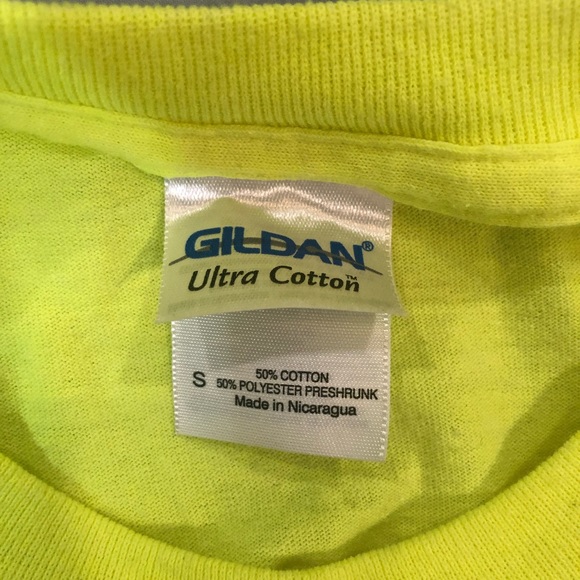 GILDAN®
Ultra Cotton™
S
50% COTTON
50% POLYESTER PRESHRUNK
Made in Nicaragua